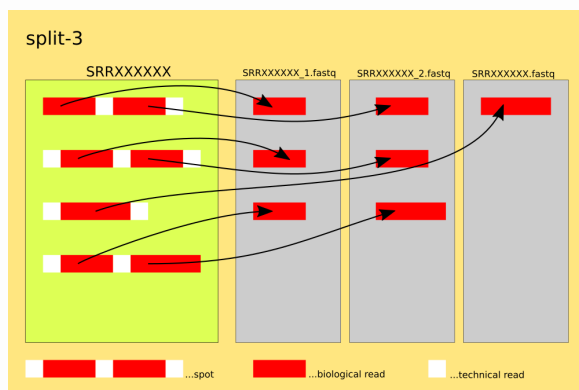 split-3
SRRXXXXXX
SRRXXXXXX_1.fastq
SRRXXXXXX_2.fastq
SRRXXXXXX.fastq
...spot
...biological read
...technical read